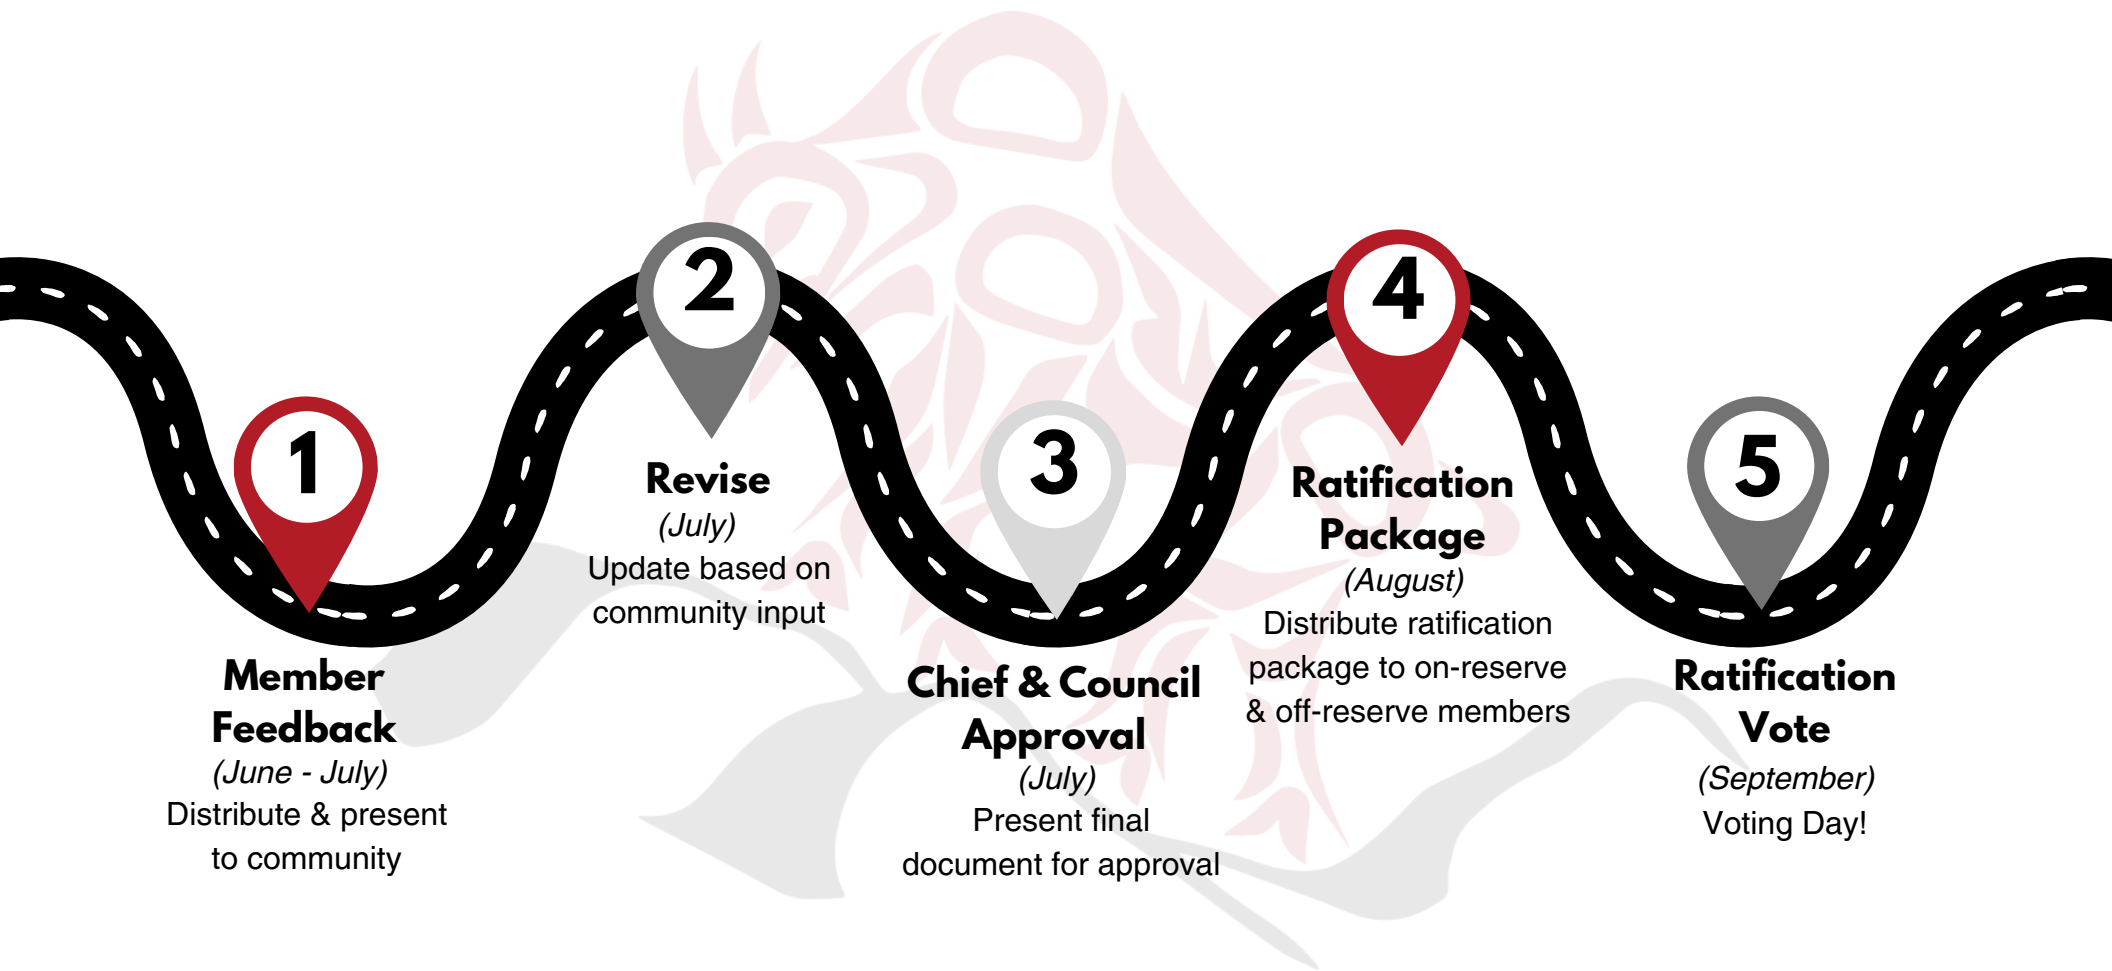 1
Member
Feedback
(June - July)
Distribute & present
to community
2
Revise
(July)
Update based on
community input
3
Chief & Council
Approval
(July)
Present final
document for approval
4
Ratification
Package
(August)
Distribute ratification
package to on-reserve
& off-reserve members
5
Ratification
Vote
(September)
Voting Day!